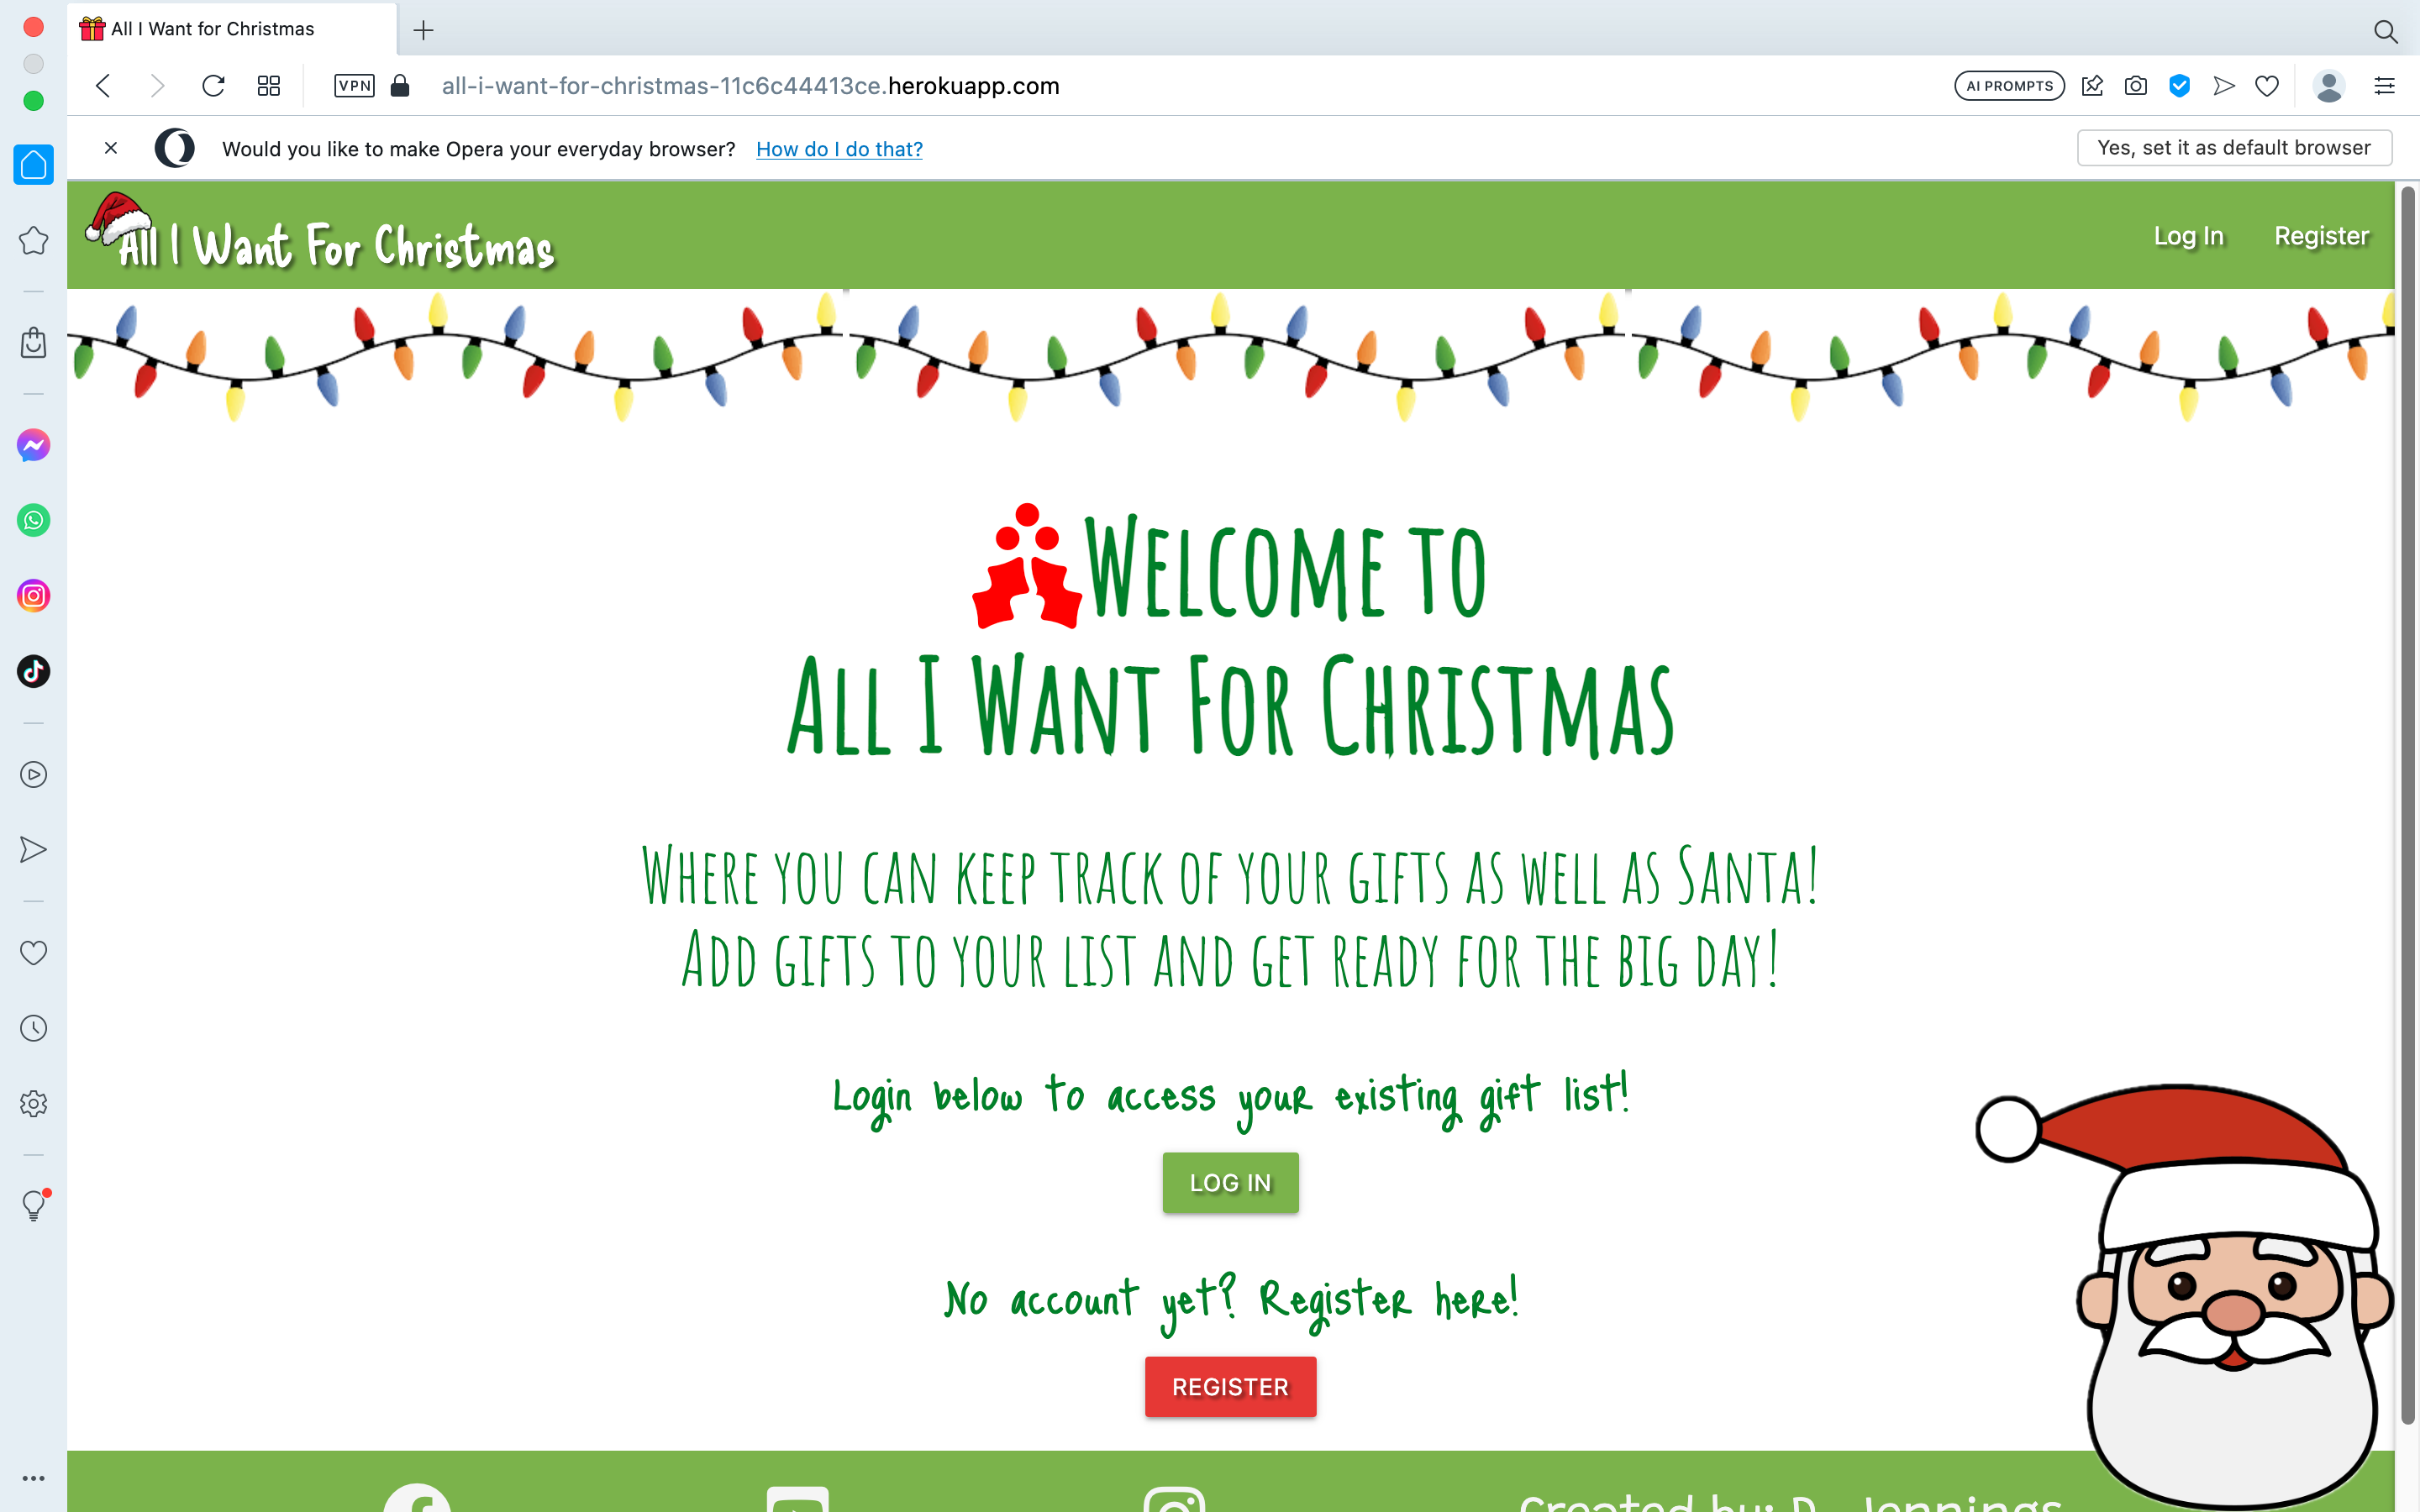 All I Want for Christmas
VPN
all-i-want-for-christmas-11c6c44413ce.herokuapp.com
AI PROMPTS
Would you like to make Opera your everyday browser? How do I do that?
Yes, set it as default browser
All I Want For Christmas
Log In
Register
Welcome to
All I Want For Christmas
Where you can keep track of your gifts as well as Santa!
Add gifts to your list and get ready for the big day!
Login below to access your existing gift list!
LOG IN
No account yet? Register here!
REGISTER
Created by: D. Jennings